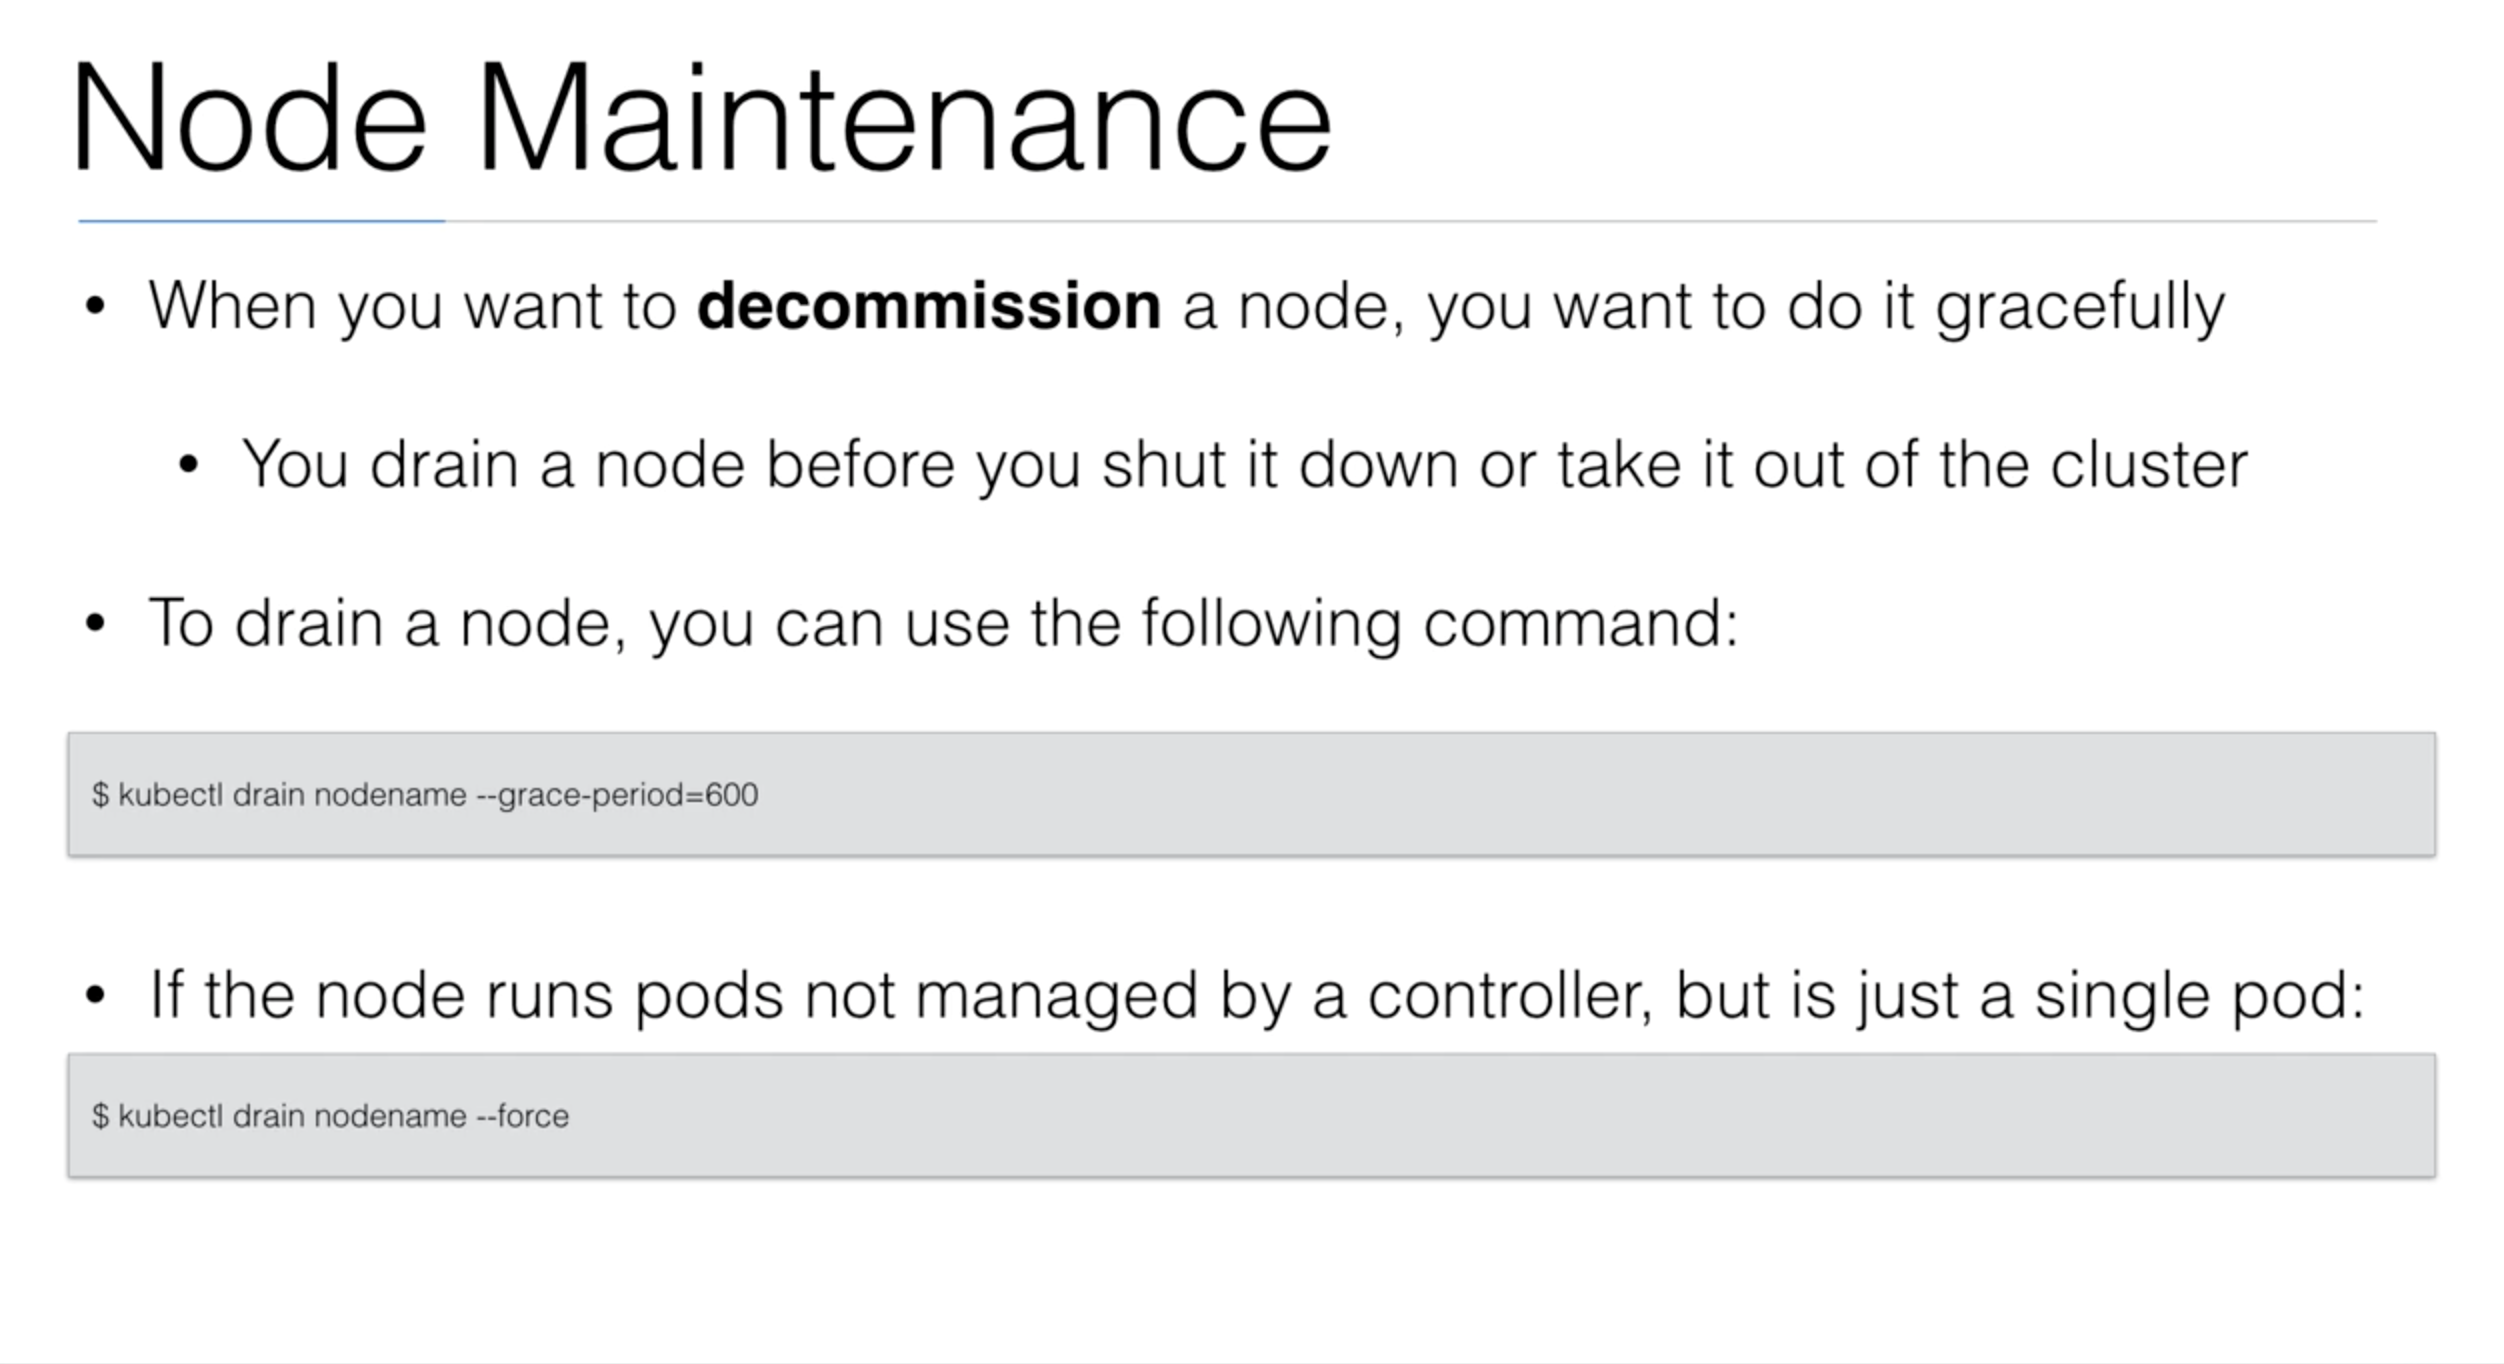 Node Maintenance
• When you want to decommission a node, you want to do it gracefully
• You drain a node before you shut it down or take it out of the cluster
• To drain a node, you can use the following command:
$ kubectl drain nodename --grace-period=600
• If the node runs pods not managed by a controller, but is just a single pod:
$ kubectl drain nodename --force